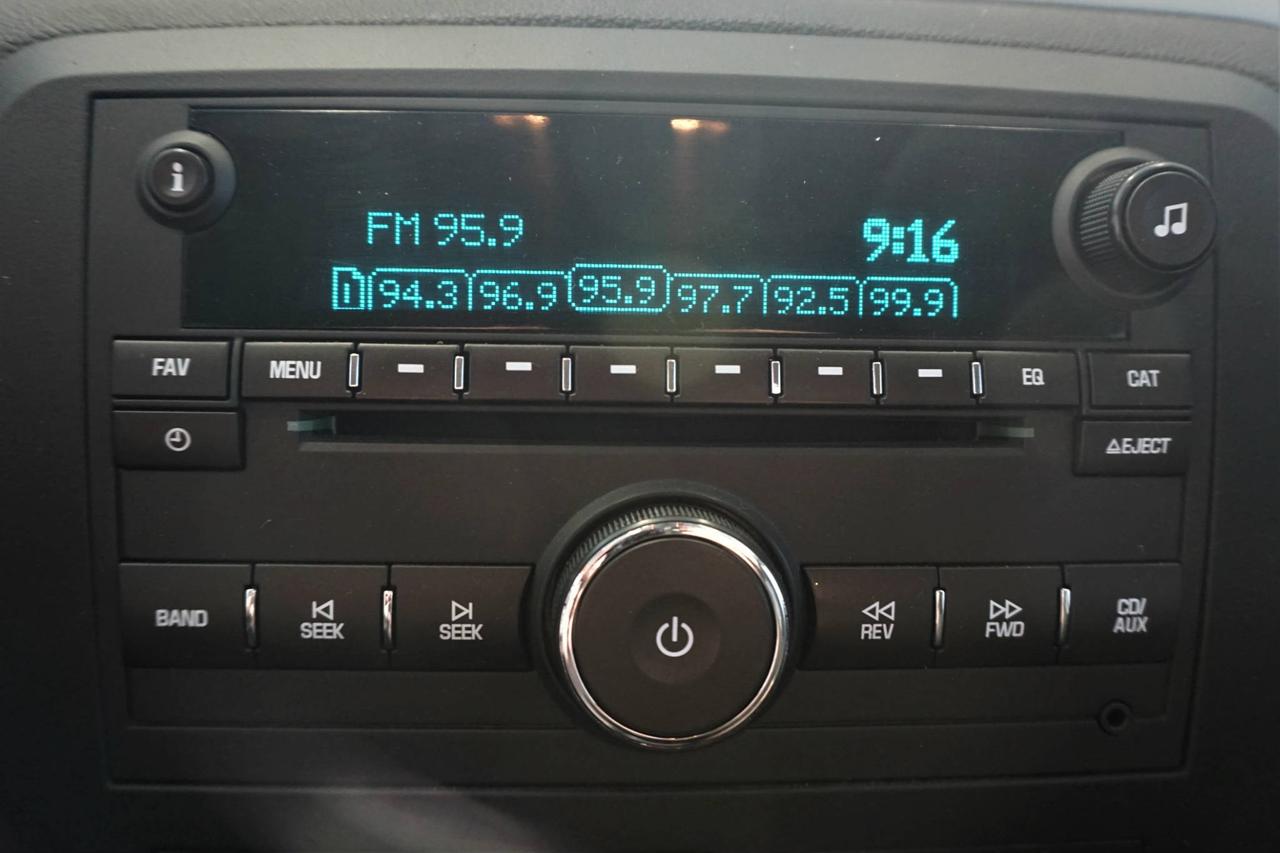 i
FM 95.9 9:16
1 94.3 96.9 95.9 97.7 92.5 99.9
FAV MENU EQ CAT
EJECT
BAND SEEK SEEK REV FWD CD/
AUX